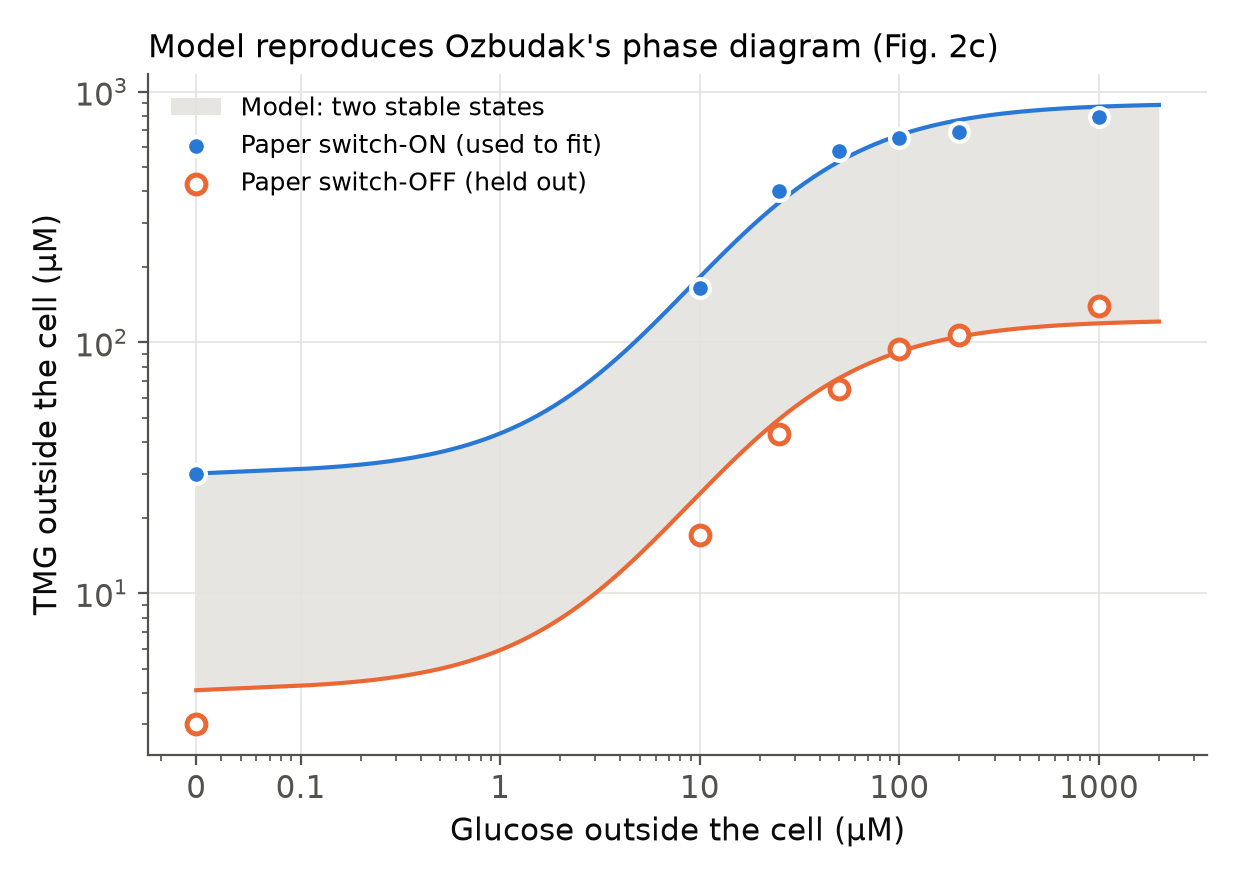 Model reproduces Ozbudak's phase diagram (Fig. 2c)
Model: two stable states
Paper switch-ON (used to fit)
Paper switch-OFF (held out)
TMG outside the cell (μM)
10³
10²
10¹
0 0.1 1 10 100 1000
Glucose outside the cell (μM)